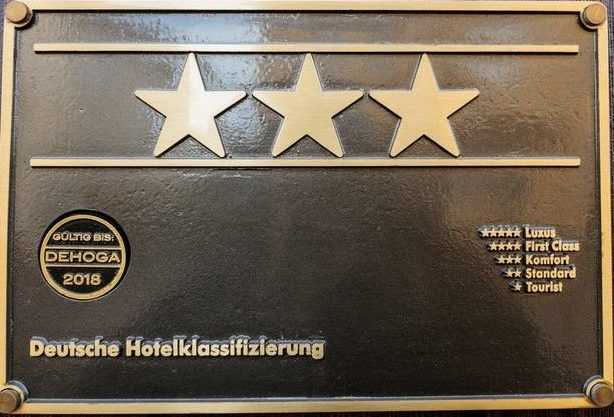 GÜLTIG BIS:
DEHOGA
2018
★★★★★ Luxus
★★★★ First Class
★★★ Komfort
★★ Standard
★ Tourist
Deutsche Hotelklassifizierung